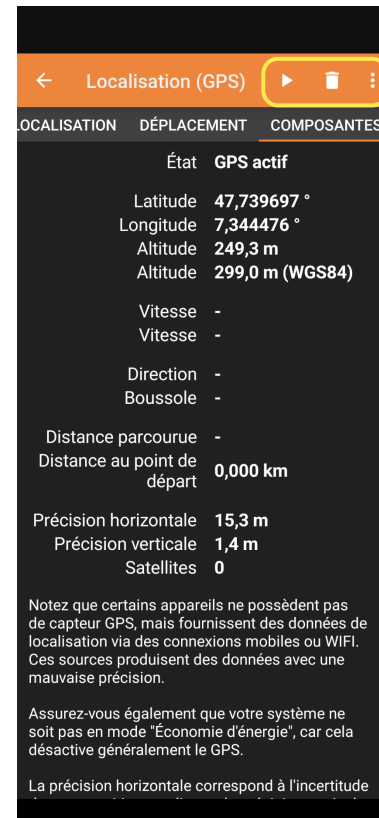 Localisation (GPS)
LOCALISATION DÉPLACEMENT COMPOSANTES
État GPS actif
Latitude 47,739697 °
Longitude 7,344476 °
Altitude 249,3 m
Altitude 299,0 m (WGS84)
Vitesse -
Vitesse -
Direction -
Boussole -
Distance parcourue -
Distance au point de
départ 0,000 km
Précision horizontale 15,3 m
Précision verticale 1,4 m
Satellites 0
Notez que certains appareils ne possèdent pas
de capteur GPS, mais fournissent des données de
localisation via des connexions mobiles ou WIFI.
Ces sources produisent des données avec une
mauvaise précision.
Assurez-vous également que votre système ne
soit pas en mode "Économie d'énergie", car cela
désactive généralement le GPS.
La précision horizontale correspond à l'incertitude